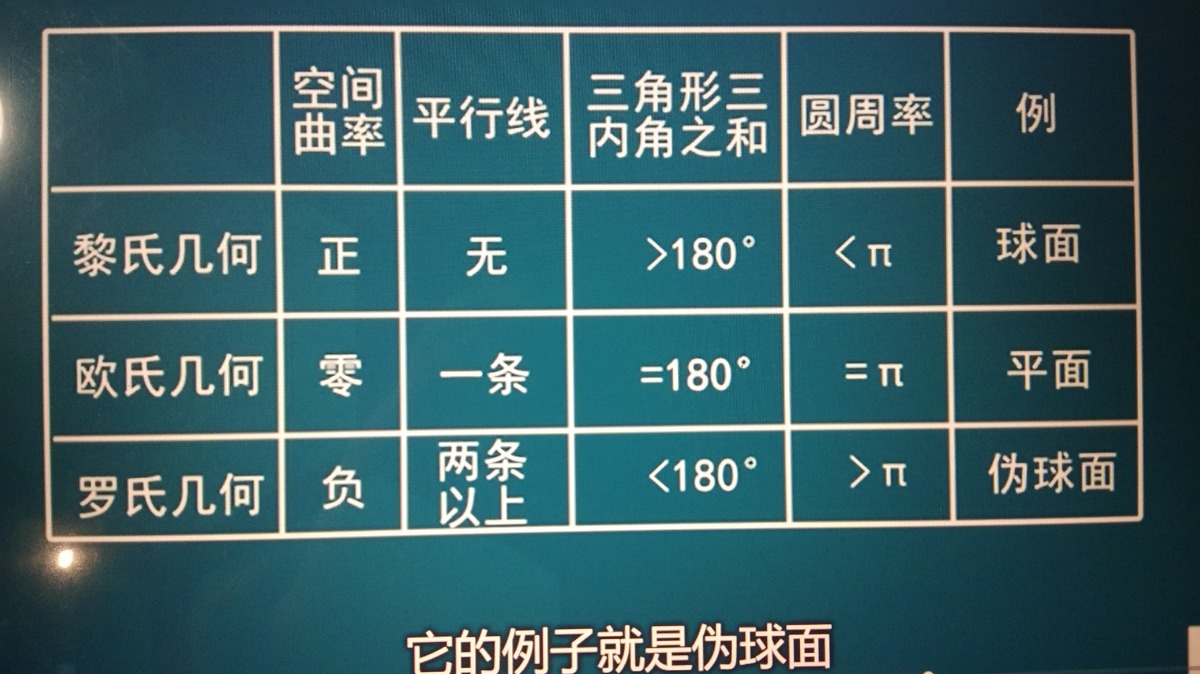 空间曲率 平行线 三角形三内角之和 圆周率 例
黎氏几何 正 无 >180° <π 球面
欧氏几何 零 一条 =180° =π 平面
罗氏几何 负 两条以上 <180° >π 伪球面
它的例子就是伪球面